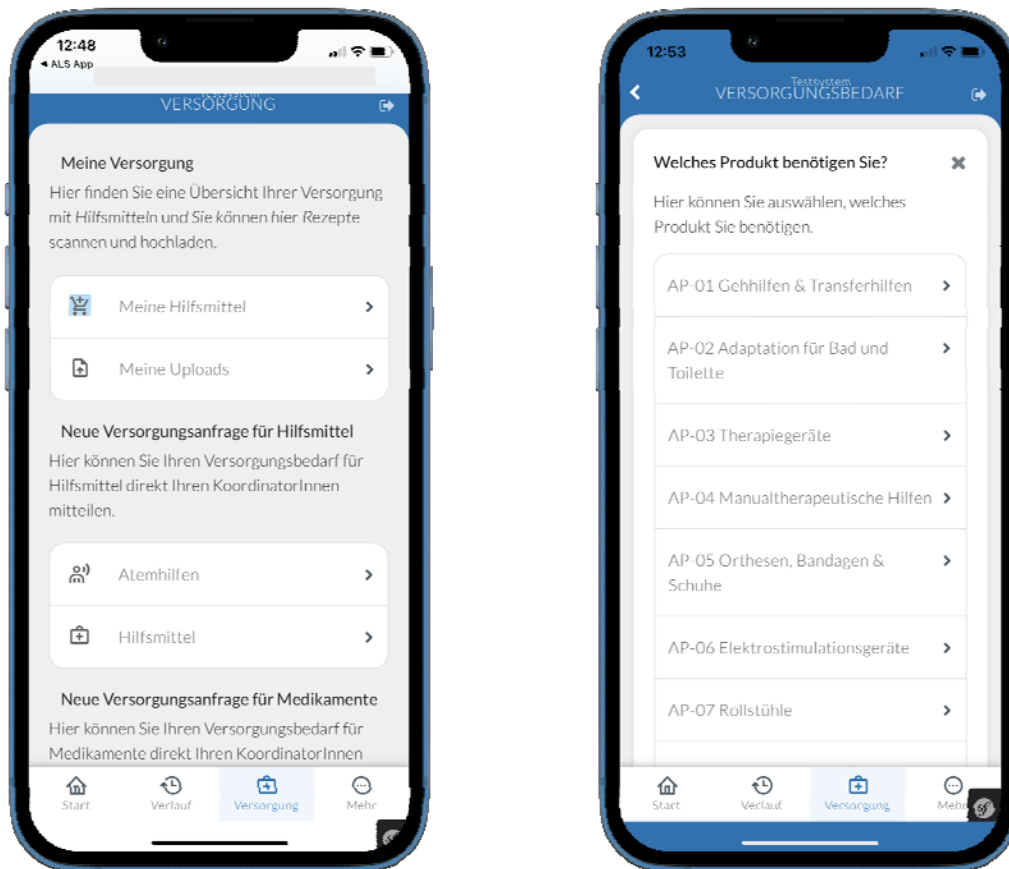 12:48
ALS App
Testsystem
VERSORGUNG
Meine Versorgung
Hier finden Sie eine Übersicht Ihrer Versorgung
mit Hilfsmitteln und Sie können hier Rezepte
scannen und hochladen.
Meine Hilfsmittel
Meine Uploads
Neue Versorgungsanfrage für Hilfsmittel
Hier können Sie Ihren Versorgungsbedarf für
Hilfsmittel direkt Ihren KoordinatorInnen
mitteilen.
Atemhilfen
Hilfsmittel
Neue Versorgungsanfrage für Medikamente
Hier können Sie Ihren Versorgungsbedarf für
Medikamente direkt Ihren KoordinatorInnen
Start
Verlauf
Versorgung
Mehr
12:53
Testsystem
VERSORGUNGSBEDARF
Welches Produkt benötigen Sie?
Hier können Sie auswählen, welches
Produkt Sie benötigen.
AP-01 Gehhilfen & Transferhilfen
AP-02 Adaptation für Bad und
Toilette
AP-03 Therapiegeräte
AP-04 Manualtherapeutische Hilfen
AP-05 Orthesen, Bandagen &
Schuhe
AP-06 Elektrostimulationsgeräte
AP-07 Rollstühle
Start
Verlauf
Versorgung
Mehr
sf